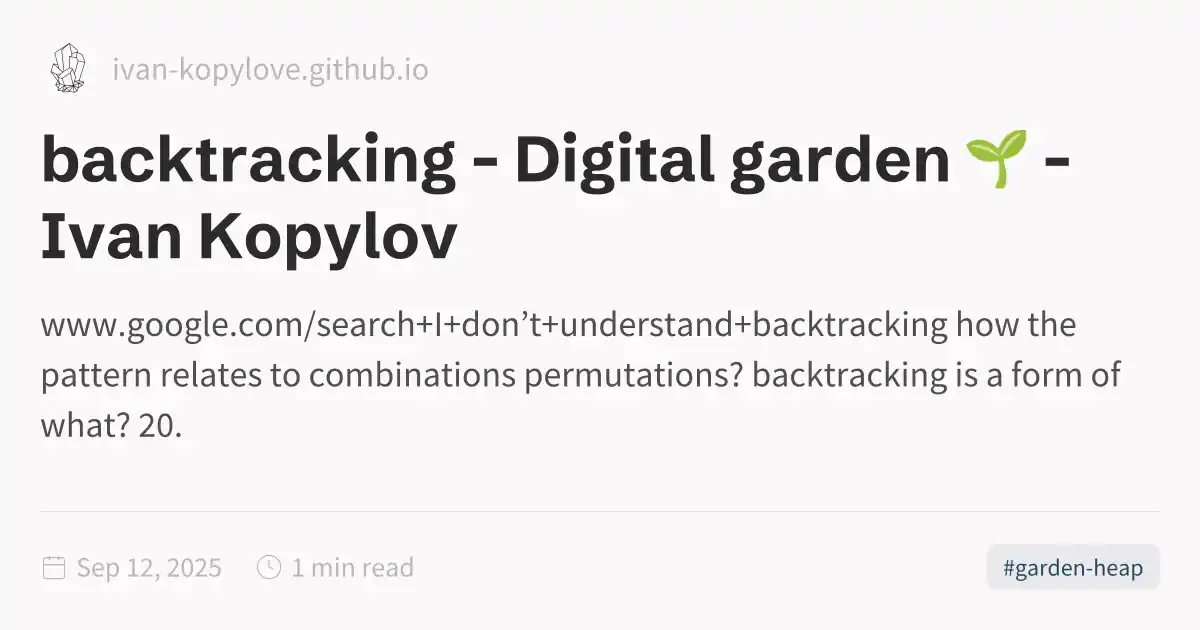 ivan-kopylove.github.io
backtracking - Digital garden 🌱 -
Ivan Kopylov
www.google.com/search+I+don’t+understand+backtracking how the
pattern relates to combinations permutations? backtracking is a form of
what? 20.
Sep 12, 2025
1 min read
#garden-heap